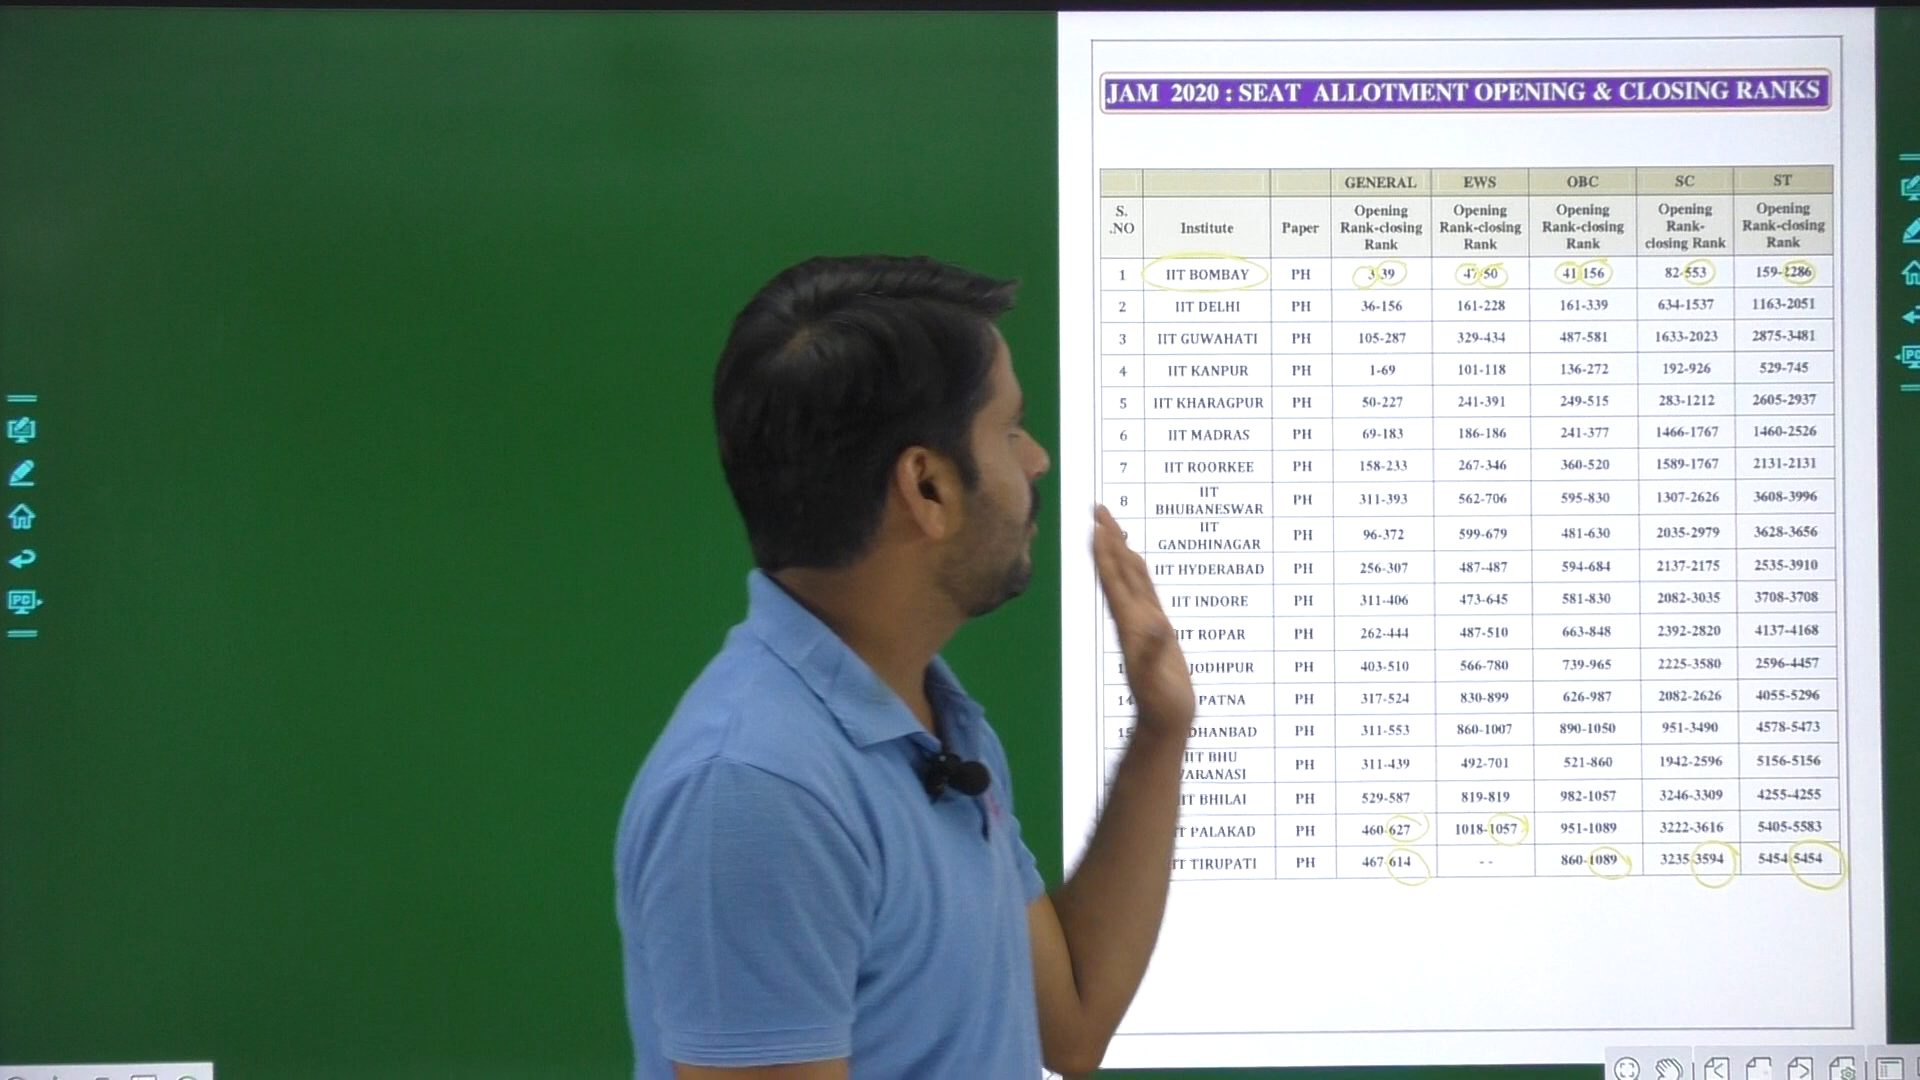 JAM 2020 : SEAT ALLOTMENT OPENING & CLOSING RANKS
GENERAL EWS OBC SC ST
S. .NO Institute Paper Opening Rank-closing Rank Opening Rank-closing Rank Opening Rank-closing Rank Opening Rank- closing Rank Opening Rank-closing Rank
1 IIT BOMBAY PH 3 39 47 50 41 156 82-553 159- 286
2 IIT DELHI PH 36-156 161-228 161-339 634-1537 1163-2051
3 IIT GUWAHATI PH 105-287 329-434 487-581 1633-2023 2875-3481
4 IIT KANPUR PH 1-69 101-118 136-272 192-926 529-745
5 IIT KHARAGPUR PH 50-227 241-391 249-515 283-1212 2605-2937
6 IIT MADRAS PH 69-183 186-186 241-377 1466-1767 1460-2526
7 IIT ROORKEE PH 158-233 267-346 360-520 1589-1767 2131-2131
8 IIT BHUBANESWAR PH 311-393 562-706 595-830 1307-2626 3608-3996
IIT GANDHINAGAR PH 96-372 599-679 481-630 2035-2979 3628-3656
IIT HYDERABAD PH 256-307 487-487 594-684 2137-2175 2535-3910
IIT INDORE PH 311-406 473-645 581-830 2082-3035 3708-3708
IIT ROPAR PH 262-444 487-510 663-848 2392-2820 4137-4168
JODHPUR PH 403-510 566-780 739-965 2225-3580 2596-4457
14 PATNA PH 317-524 830-899 626-987 2082-2626 4055-5296
15 DHANBAD PH 311-553 860-1007 890-1050 951-3490 4578-5473
IIT BHU VARANASI PH 311-439 492-701 521-860 1942-2596 5156-5156
IIT BHILAI PH 529-587 819-819 982-1057 3246-3309 4255-4255
PALAKAD PH 460-627 1018-1057 951-1089 3222-3616 5405-5583
TIRUPATI PH 467-614 - - 860-1089 3235-3594 5454-5454